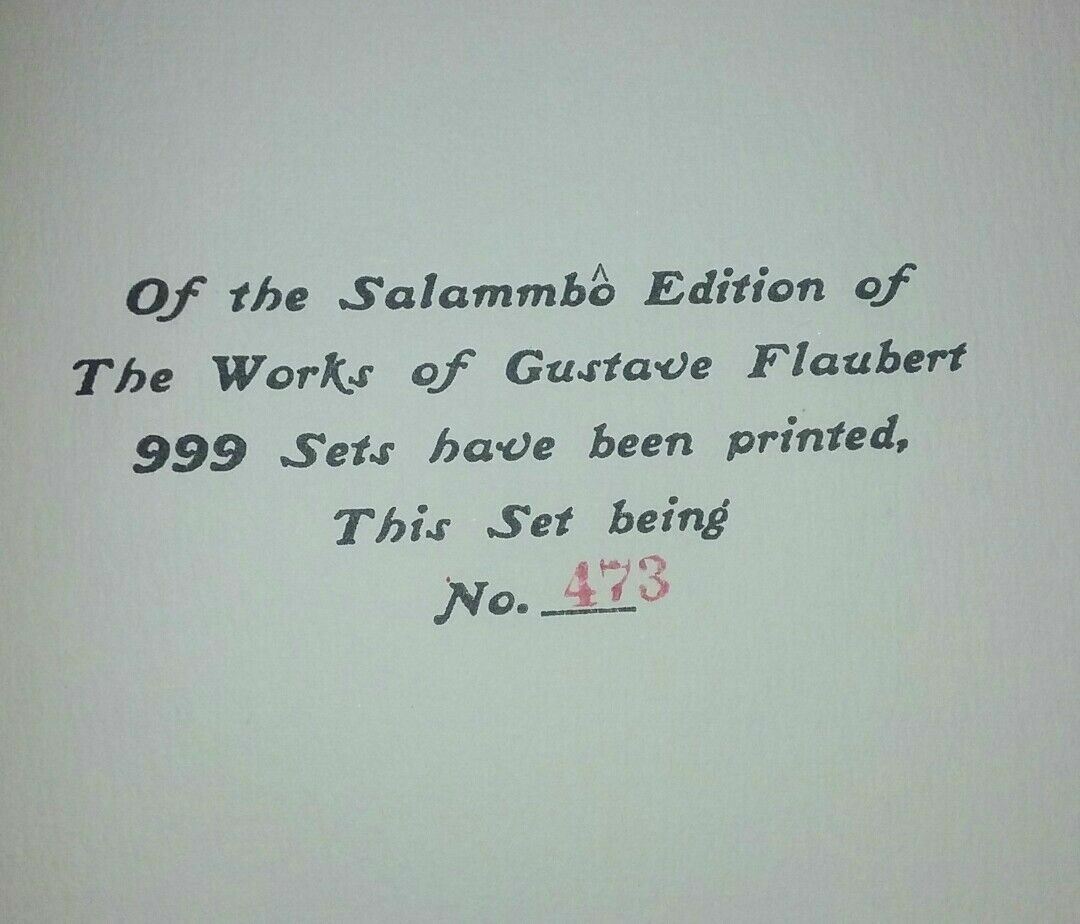 Of the Salammbô Edition of
The Works of Gustave Flaubert
999 Sets have been printed,
This Set being
No. 473